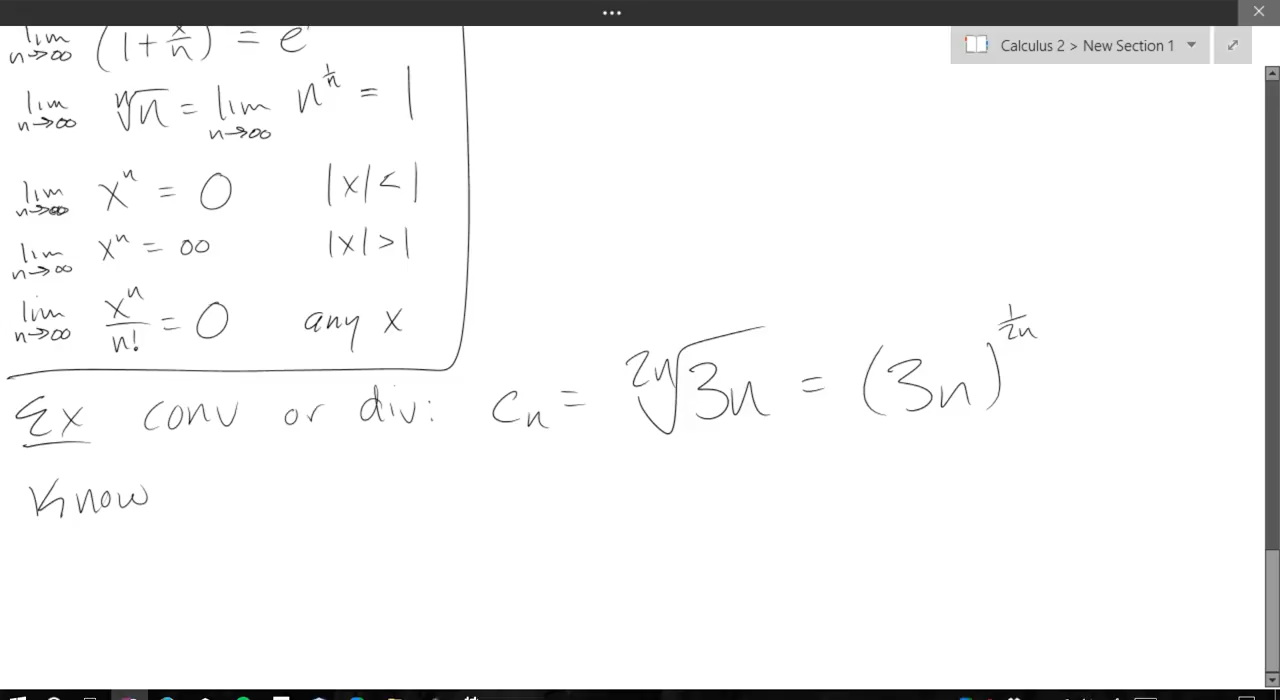 Calculus 2 > New Section 1
lim n→∞ (1 + x/n) = e
lim n→∞ ⁿ√n = lim n→∞ n^(1/n) = 1
lim n→∞ xⁿ = 0 |x| < 1
lim n→∞ xⁿ = ∞ |x| > 1
lim n→∞ xⁿ/n! = 0 any x
Ex conv or div: cₙ = ²ⁿ√3n = (3n)^(1/2n)
Know